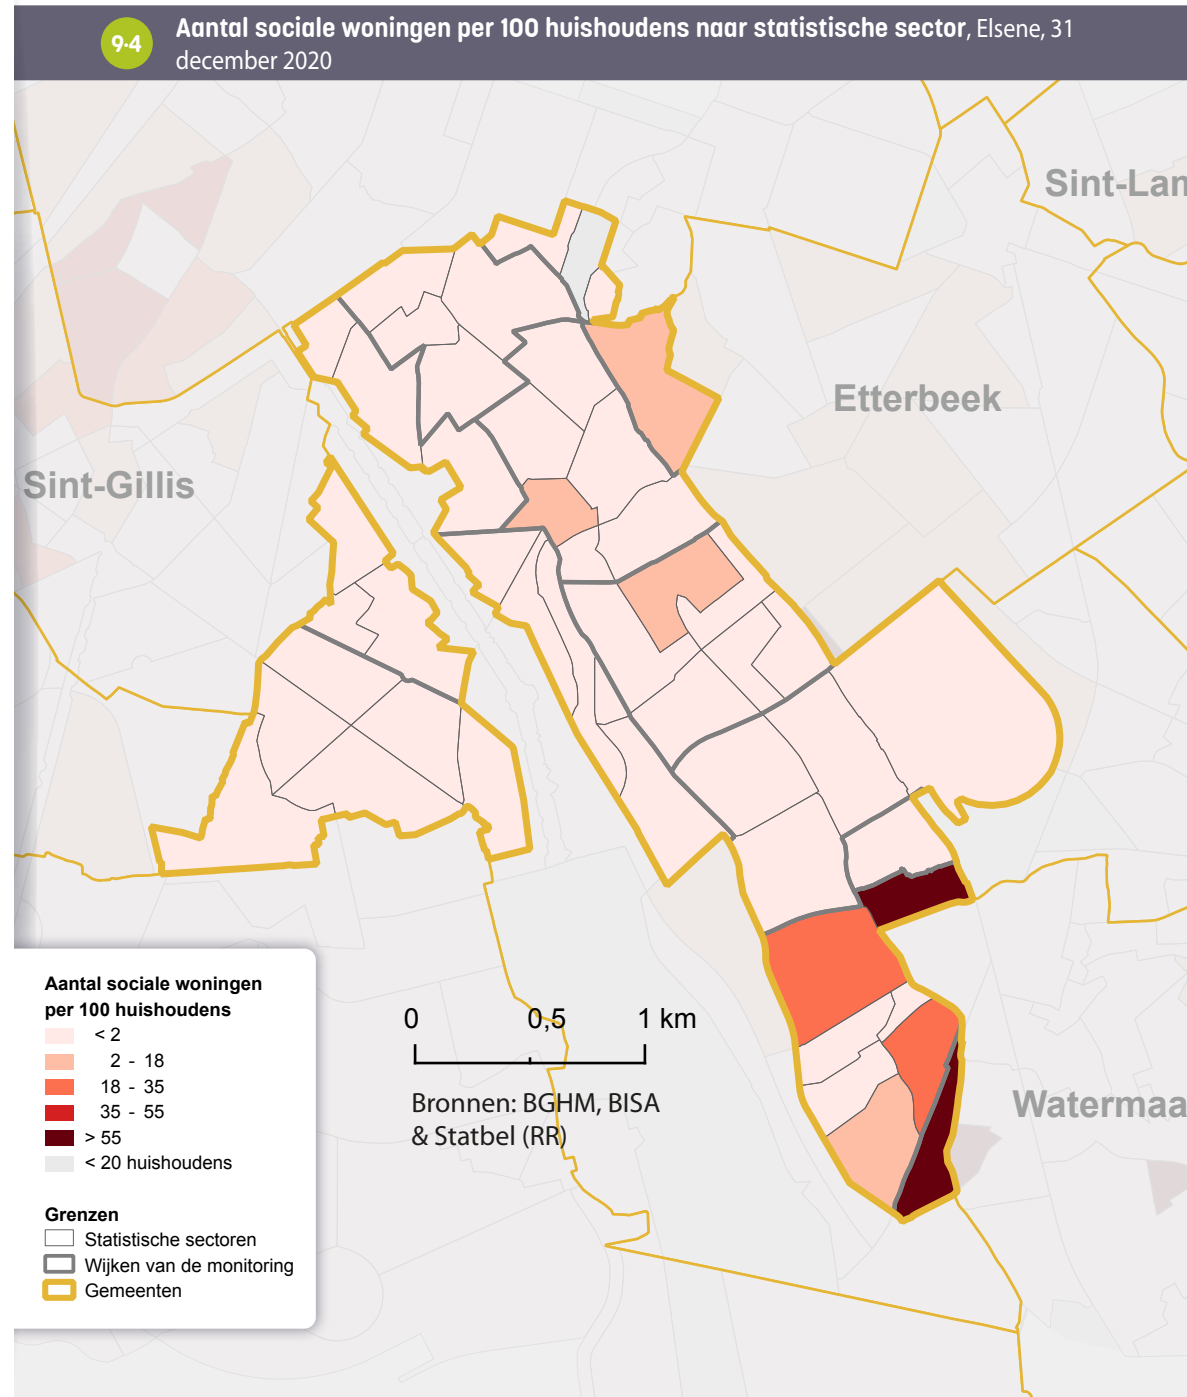 9.4
Aantal sociale woningen per 100 huishoudens naar statistische sector, Elsene, 31
december 2020
Sint-Lan
Etterbeek
Sint-Gillis
Aantal sociale woningen
per 100 huishoudens
< 2
2 - 18
18 - 35
35 - 55
> 55
< 20 huishoudens
Grenzen
Statistische sectoren
Wijken van de monitoring
Gemeenten
0 0,5 1 km
Bronnen: BGHM, BISA
& Statbel (RR)
Watermaa